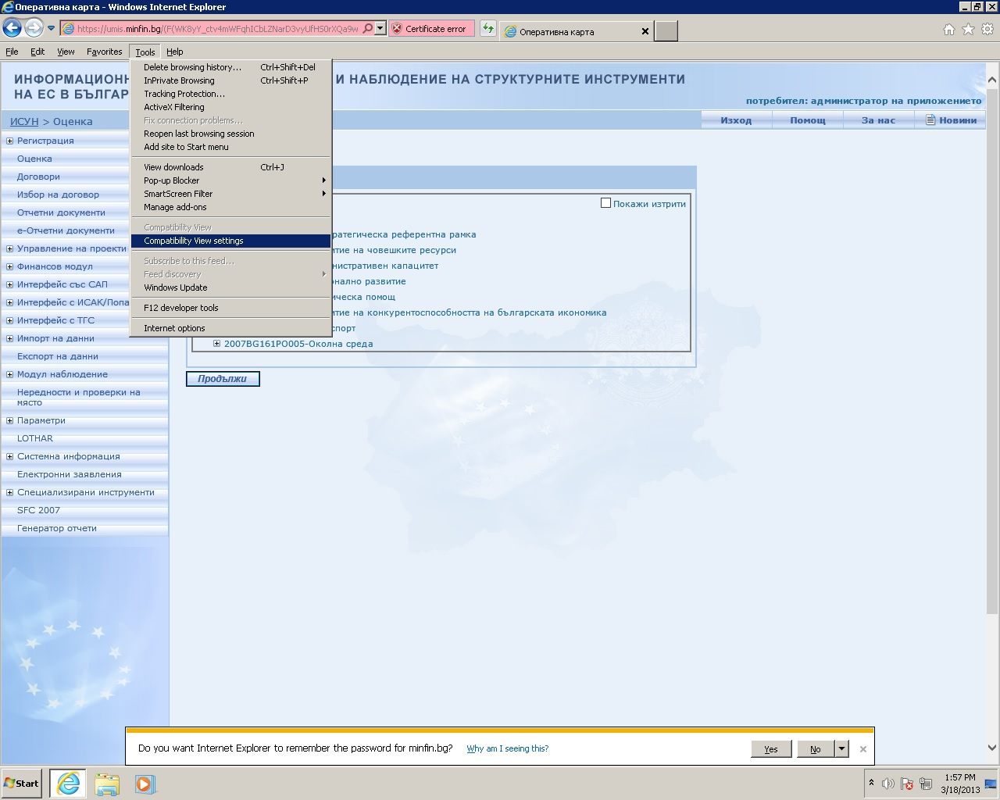 Оперативна карта - Windows Internet Explorer
https://umis.minfin.bg/(F(WK8yY_ctv4mWFqhICbLZNarD3vyUfHS0rXQa9w
Certificate error
Оперативна карта
File Edit View Favorites Tools Help
Delete browsing history... Ctrl+Shift+Del
InPrivate Browsing Ctrl+Shift+P
Tracking Protection...
ActiveX Filtering
Fix connection problems...
Reopen last browsing session
Add site to Start menu
View downloads Ctrl+J
Pop-up Blocker
SmartScreen Filter
Manage add-ons
Compatibility View
Compatibility View settings
Subscribe to this feed...
Feed discovery
Windows Update
F12 developer tools
Internet options
ИНФОРМАЦИОНН И НАБЛЮДЕНИЕ НА СТРУКТУРНИТЕ ИНСТРУМЕНТИ
НА ЕС В БЪЛГАР
потребител: администратор на приложението
ИСУН > Оценка
Изход Помощ За нас Новини
Регистрация
Оценка
Договори
Избор на договор
Отчетни документи
е-Отчетни документи
Управление на проекти
Финансов модул
Интерфейс със САП
Интерфейс с ИСАК/Попа
Интерфейс с ТГС
Импорт на данни
Експорт на данни
Модул наблюдение
Нередности и проверки на
място
Параметри
LOTHAR
Системна информация
Електронни заявления
Специализирани инструменти
SFC 2007
Генератор отчети
Покажи изтрити
ратегическа референтна рамка
итие на човешките ресурси
инистративен капацитет
онално развитие
ическа помощ
итие на конкурентоспособността на българската икономика
спорт
2007BG161PO005-Околна среда
Продължи
Do you want Internet Explorer to remember the password for minfin.bg? Why am I seeing this? Yes No
Start
1:57 PM
3/18/2013